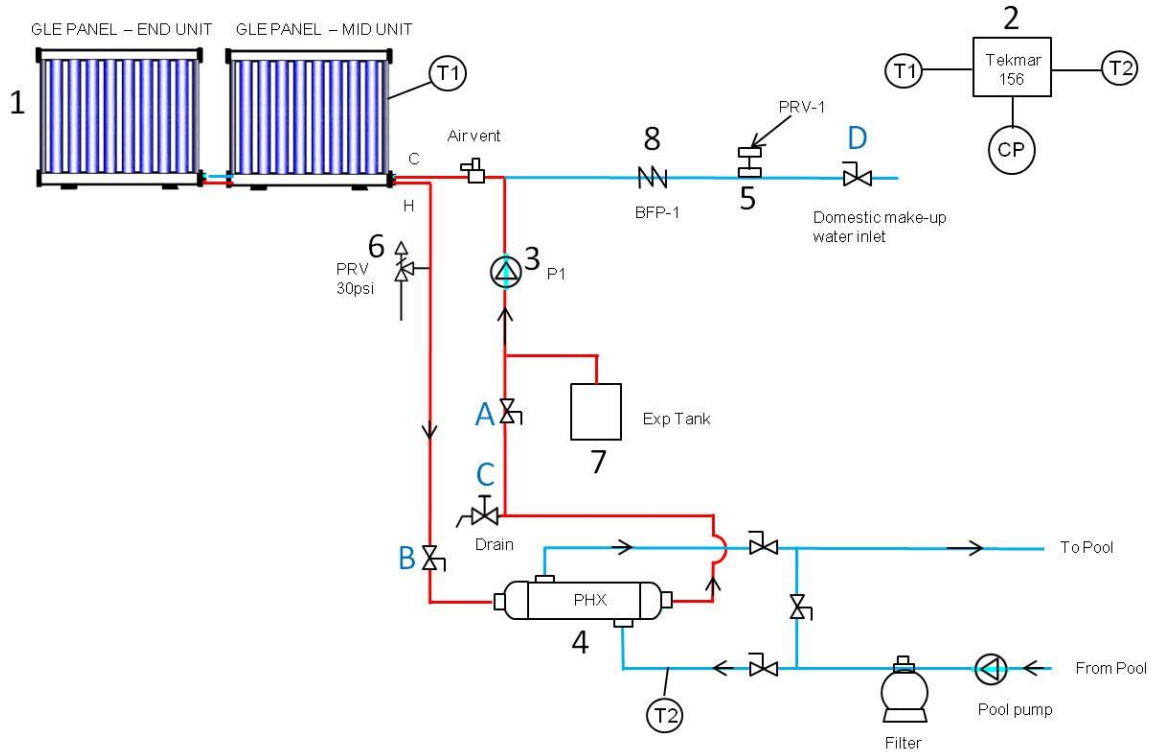 GLE PANEL – END UNIT
GLE PANEL – MID UNIT
2
T1
Tekmar
156
T2
CP
1
T1
Air vent
C
H
8
BFP-1
PRV-1
5
D
Domestic make-up
water inlet
6
PRV
30psi
3
P1
A
Exp Tank
7
C
Drain
B
PHX
4
To Pool
From Pool
T2
Filter
Pool pump